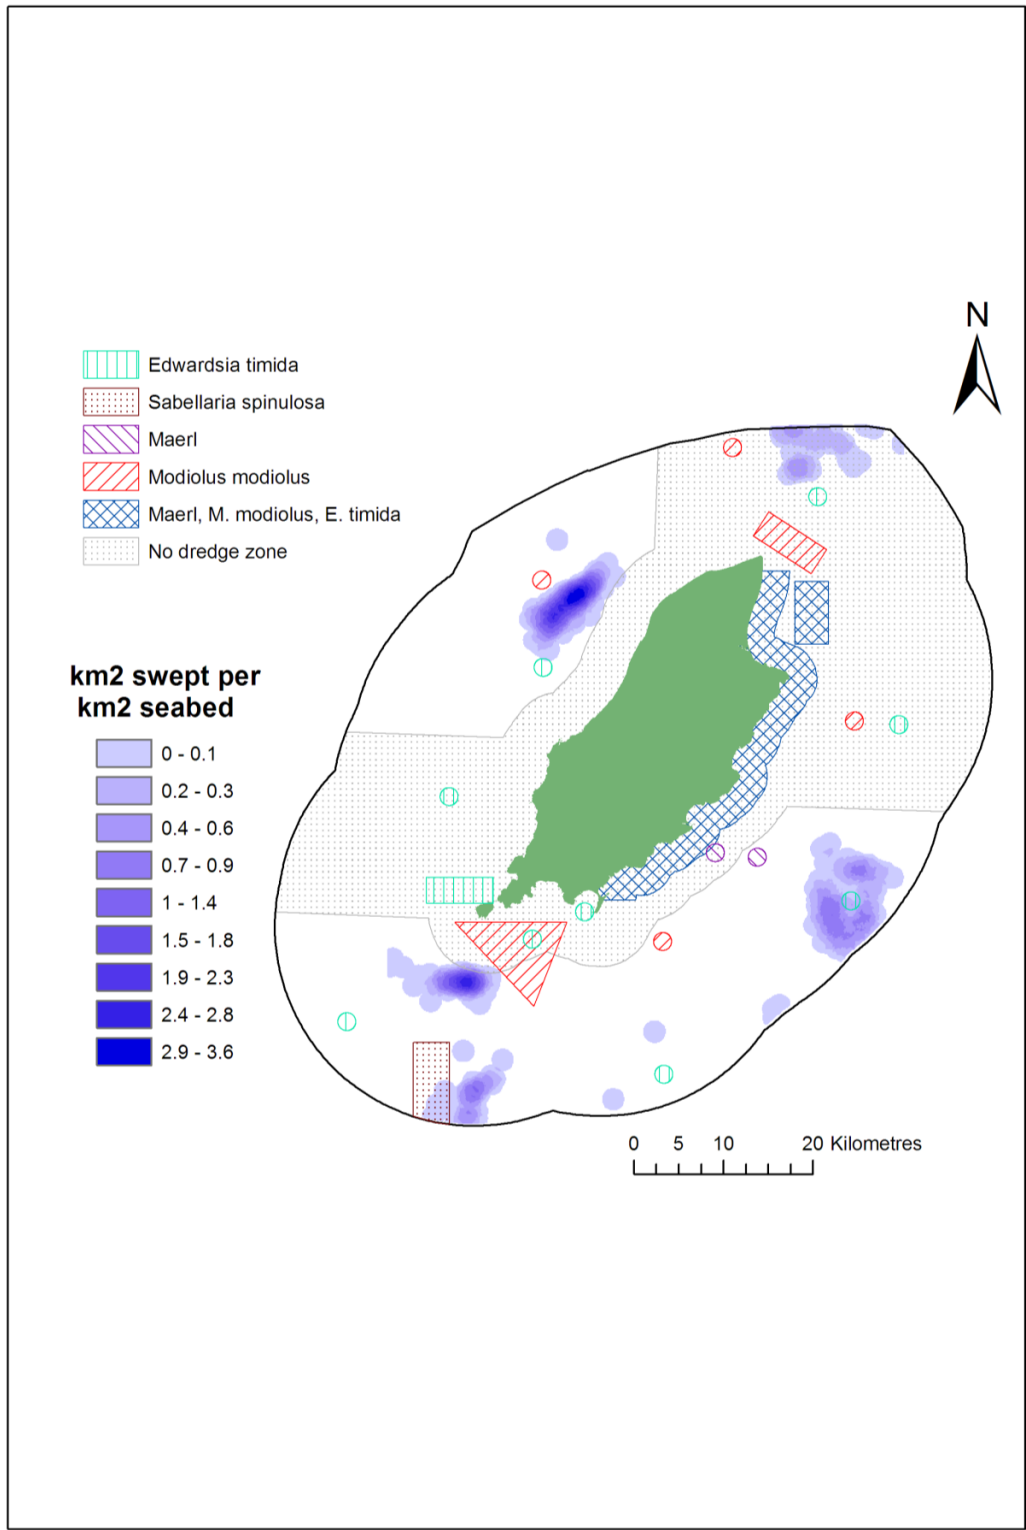 N
Edwardsia timida
Sabellaria spinulosa
Maerl
Modiolus modiolus
Maerl, M. modiolus, E. timida
No dredge zone
km2 swept per
km2 seabed
0 - 0.1
0.2 - 0.3
0.4 - 0.6
0.7 - 0.9
1 - 1.4
1.5 - 1.8
1.9 - 2.3
2.4 - 2.8
2.9 - 3.6
0 5 10 20 Kilometres